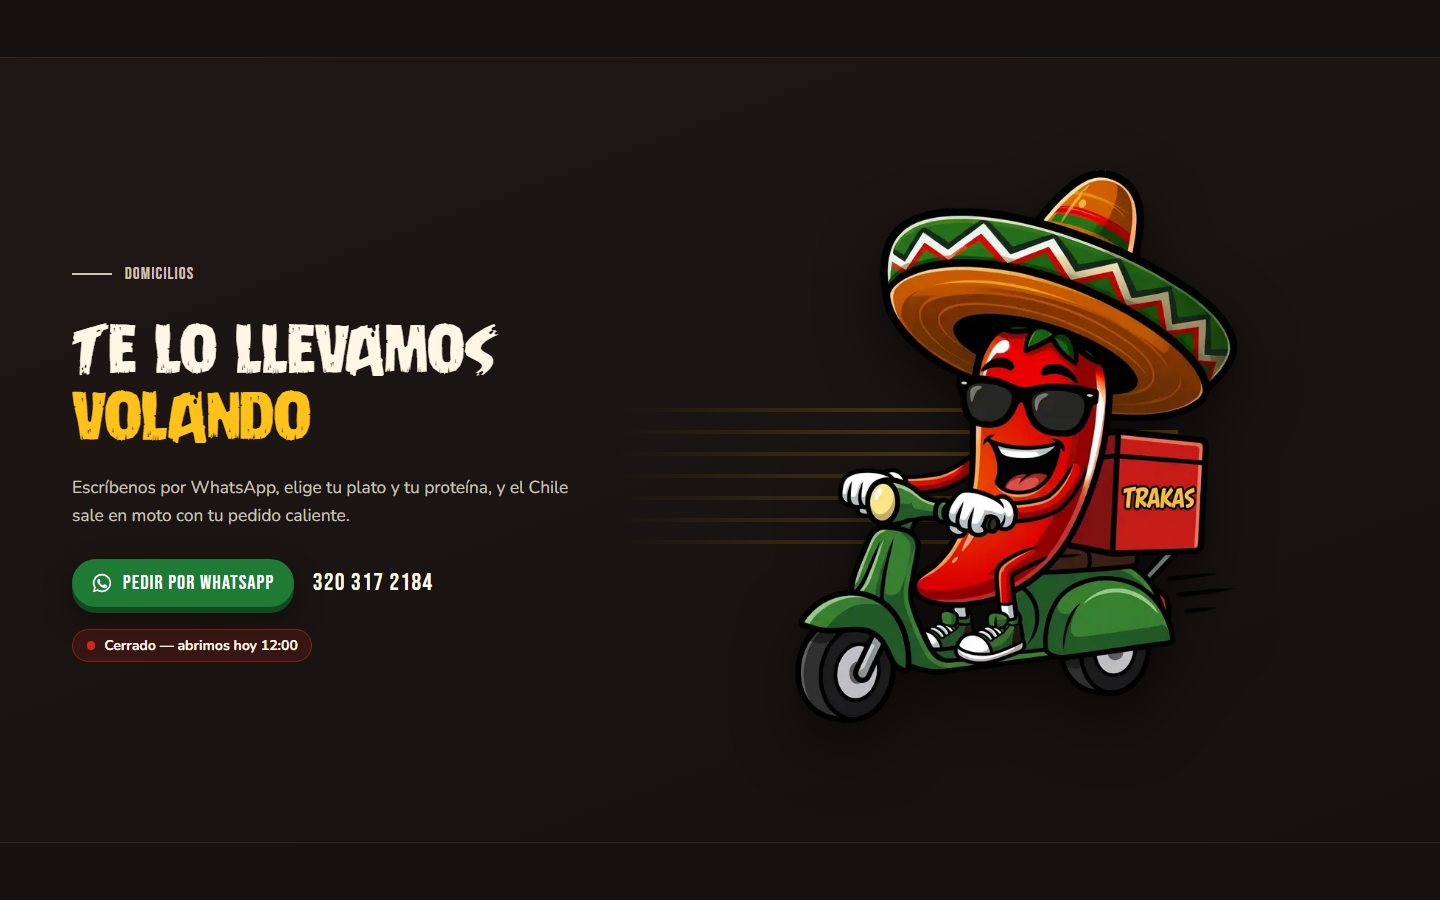 DOMICILIOS
TE LO LLEVAMOS
VOLANDO
Escríbenos por WhatsApp, elige tu plato y tu proteína, y el Chile
sale en moto con tu pedido caliente.
PEDIR POR WHATSAPP
320 317 2184
Cerrado — abrimos hoy 12:00
TRAKAS